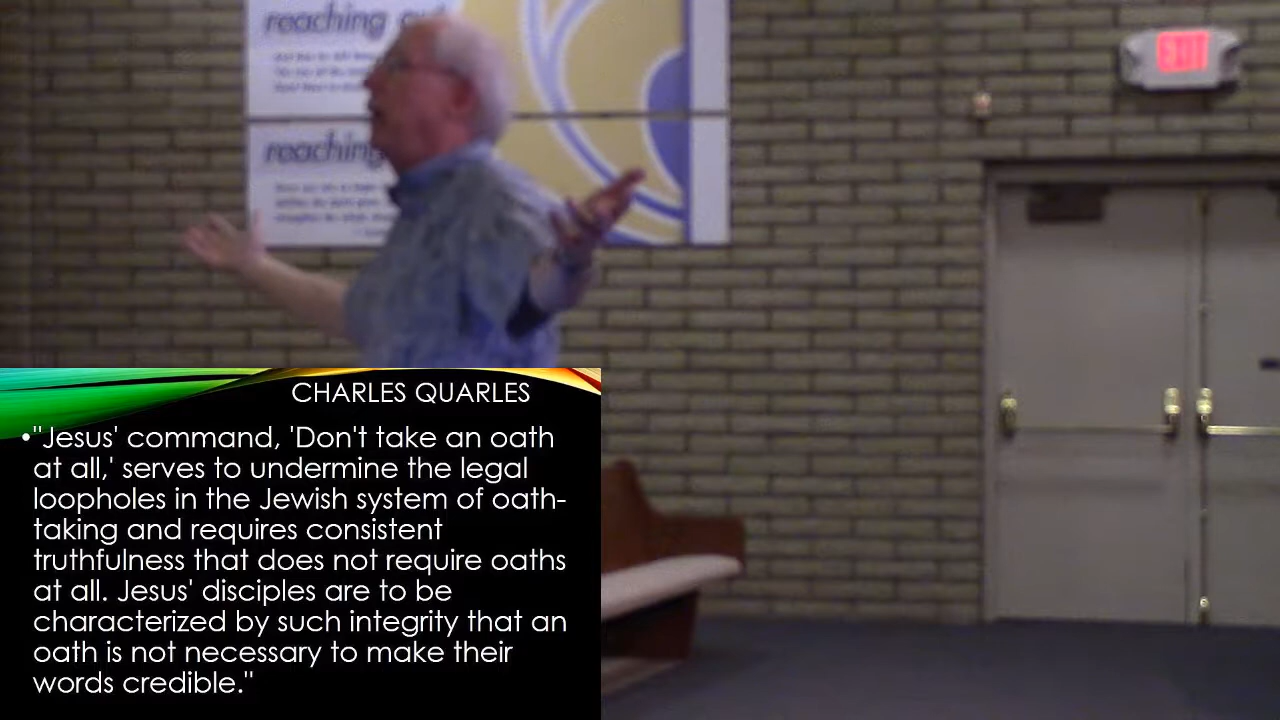 reaching
reaching
EXIT
CHARLES QUARLES
•"Jesus' command, 'Don't take an oath
at all,' serves to undermine the legal
loopholes in the Jewish system of oath-
taking and requires consistent
truthfulness that does not require oaths
at all. Jesus' disciples are to be
characterized by such integrity that an
oath is not necessary to make their
words credible."